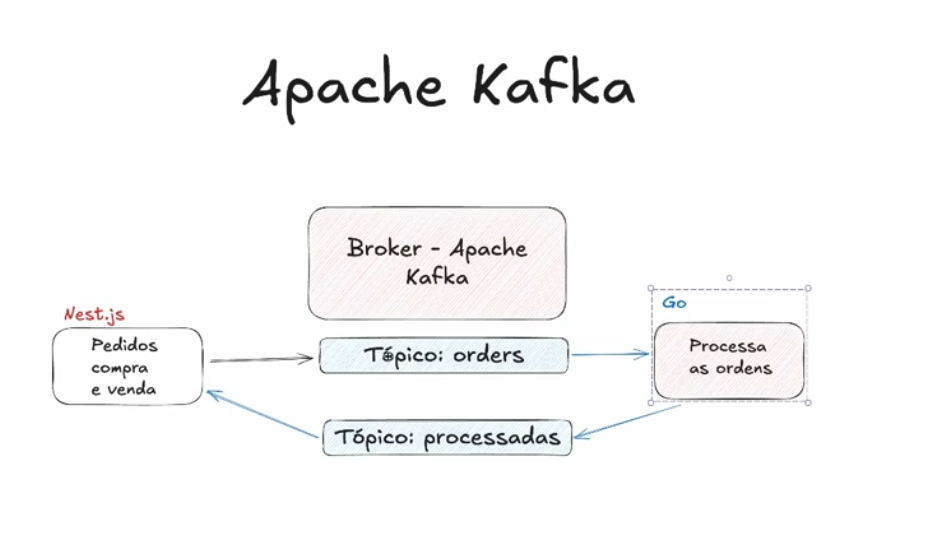 Apache Kafka
Broker - Apache
Kafka
Nest.js
Pedidos
compra
e venda
Tópico: orders
Go
Processa
as ordens
Tópico: processadas